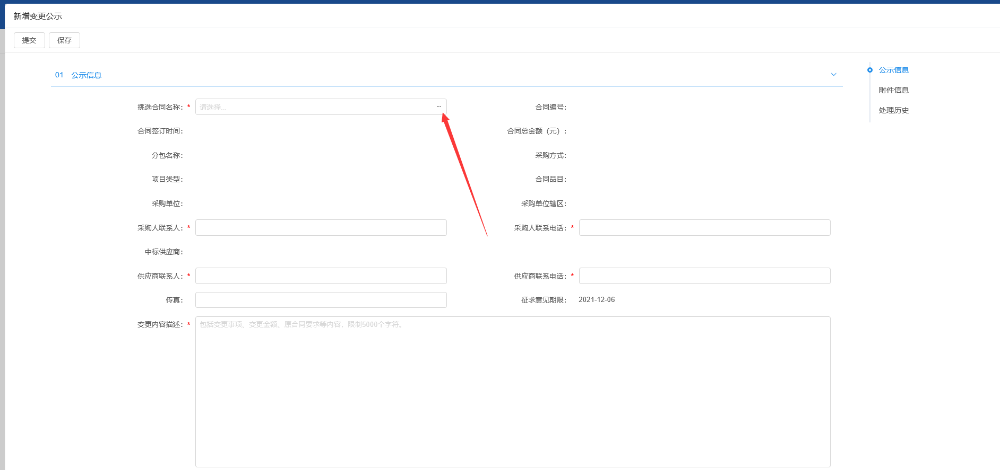 新增变更公示
提交 保存
01 公示信息
公示信息
附件信息
处理历史
挑选合同名称: * 请选择... ··· 合同编号:
合同签订时间: 合同总金额（元）:
分包名称: 采购方式:
项目类型: 合同品目:
采购单位: 采购单位辖区:
采购人联系人: * 采购人联系电话: *
中标供应商:
供应商联系人: * 供应商联系电话: *
传真: 征求意见期限: 2021-12-06
变更内容描述: * 包括变更事项、变更金额、原合同要求等内容，限制5000个字符。